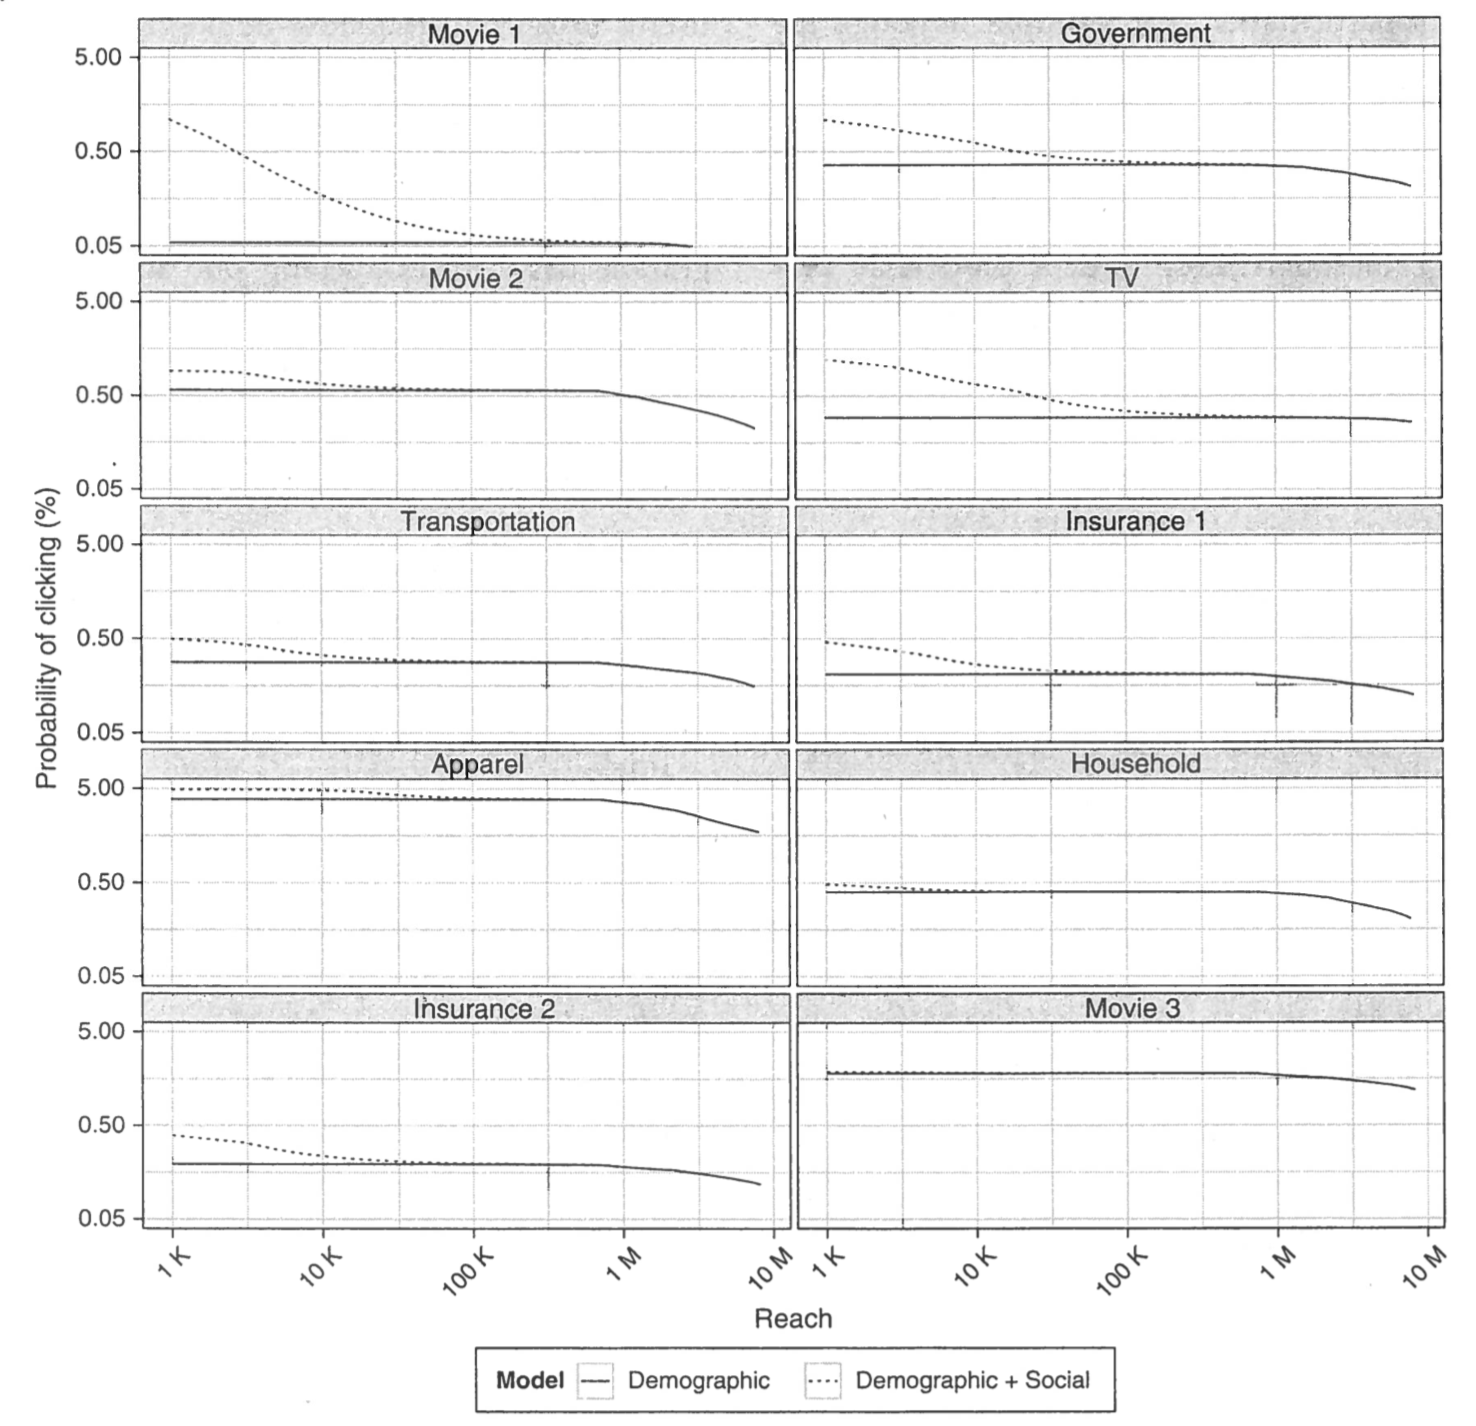 Movie 1
Government
5.00
0.50
0.05
Movie 2
TV
5.00
0.50
0.05
Transportation
Insurance 1
5.00
0.50
0.05
Apparel
Household
5.00
0.50
0.05
Insurance 2
Movie 3
5.00
0.50
0.05
Probability of clicking (%)
1 K
10 K
100 K
1 M
10 M
1 K
10 K
100 K
1 M
10 M
Reach
Model Demographic Demographic + Social